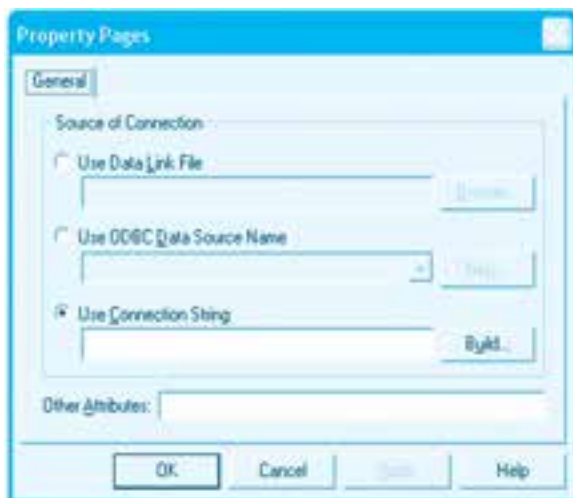 Property Pages
General
Source of Connection
Use Data Link File
Use ODBC Data Source Name
Use Connection String
Build...
Other Attributes:
OK Cancel Help